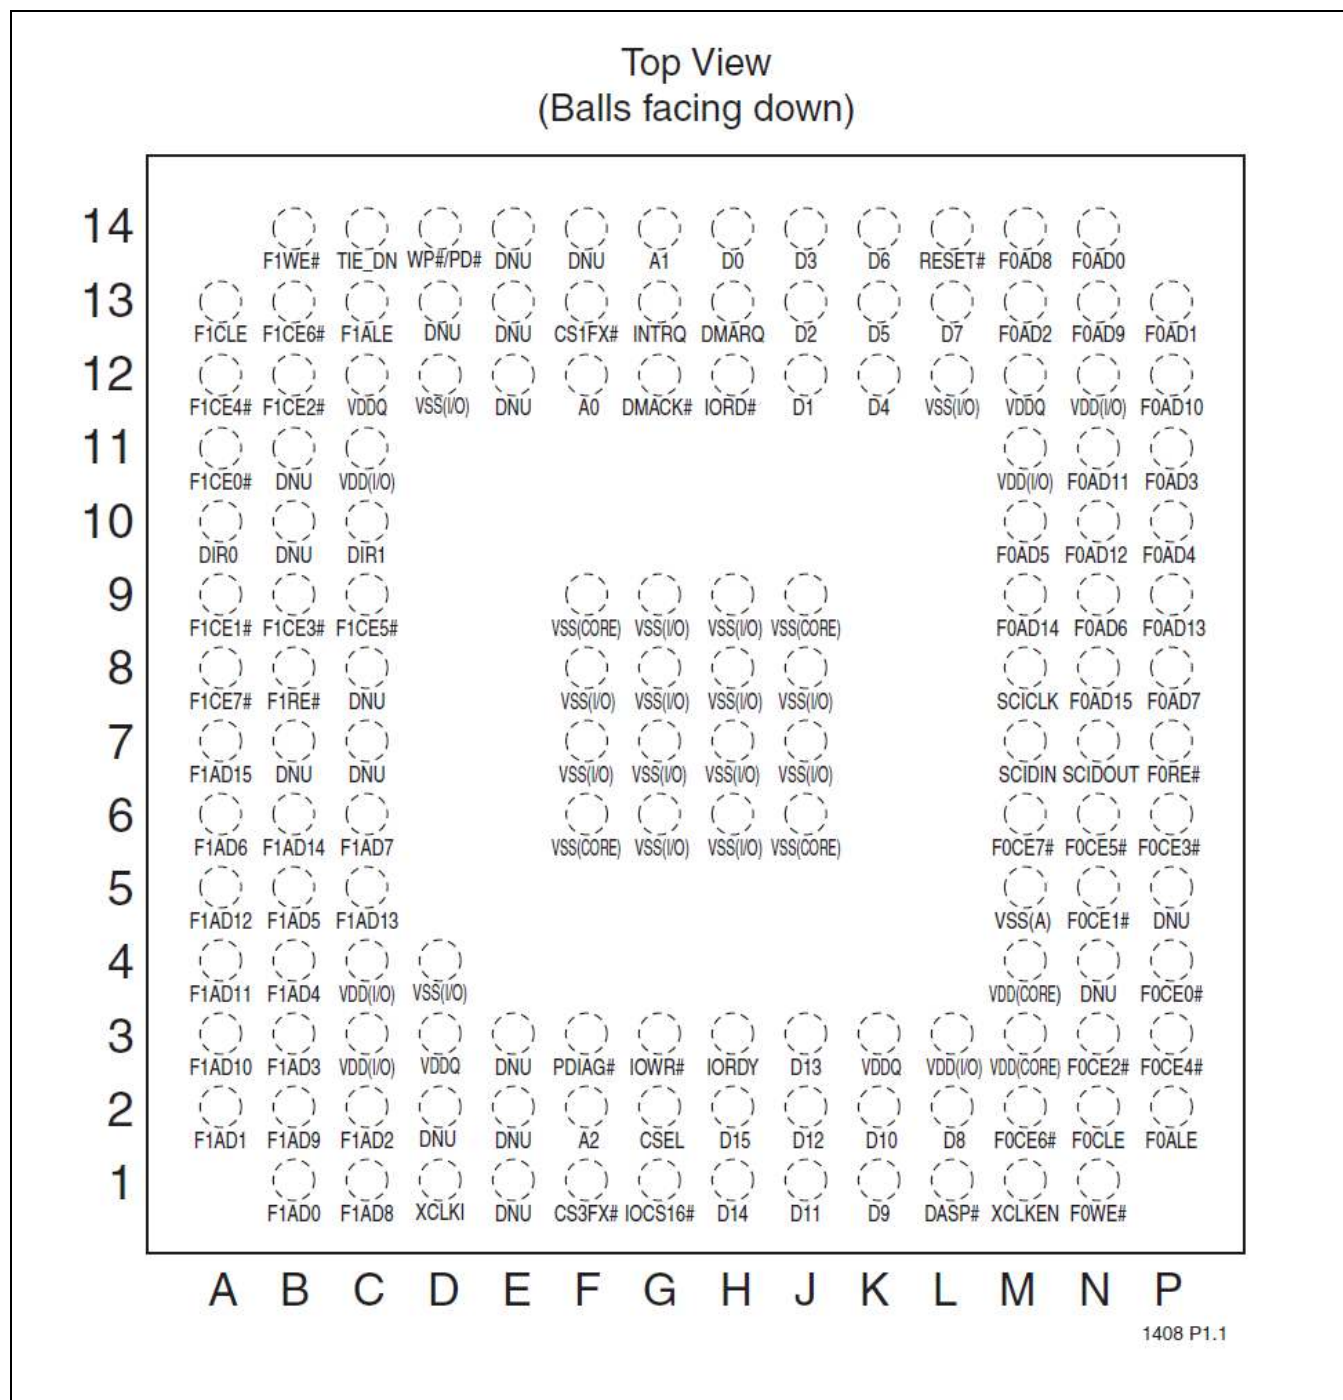 Top View
(Balls facing down)
14
F1WE# TIE_DN WP#/PD# DNU DNU A1 D0 D3 D6 RESET# F0AD8 F0AD0
13
F1CLE F1CE6# F1ALE DNU DNU CS1FX# INTRQ DMARQ D2 D5 D7 F0AD2 F0AD9 F0AD1
12
F1CE4# F1CE2# VDDQ VSS(I/O) DNU A0 DMACK# IORD# D1 D4 VSS(I/O) VDDQ VDD(I/O) F0AD10
11
F1CE0# DNU VDD(I/O) VDD(I/O) F0AD11 F0AD3
10
DIR0 DNU DIR1 F0AD5 F0AD12 F0AD4
9
F1CE1# F1CE3# F1CE5# VSS(CORE) VSS(I/O) VSS(I/O) VSS(CORE) F0AD14 F0AD6 F0AD13
8
F1CE7# F1RE# DNU VSS(I/O) VSS(I/O) VSS(I/O) VSS(I/O) SCICLK F0AD15 F0AD7
7
F1AD15 DNU DNU VSS(I/O) VSS(I/O) VSS(I/O) VSS(I/O) SCIDIN SCIDOUT F0RE#
6
F1AD6 F1AD14 F1AD7 VSS(CORE) VSS(I/O) VSS(I/O) VSS(CORE) F0CE7# F0CE5# F0CE3#
5
F1AD12 F1AD5 F1AD13 VSS(A) F0CE1# DNU
4
F1AD11 F1AD4 VDD(I/O) VSS(I/O) VDD(CORE) DNU F0CE0#
3
F1AD10 F1AD3 VDD(I/O) VDDQ DNU PDIAG# IOWR# IORDY D13 VDDQ VDD(I/O) VDD(CORE) F0CE2# F0CE4#
2
F1AD1 F1AD9 F1AD2 DNU DNU A2 CSEL D15 D12 D10 D8 F0CE6# F0CLE F0ALE
1
F1AD0 F1AD8 XCLKI DNU CS3FX# IOCS16# D14 D11 D9 DASP# XCLKEN F0WE#
A B C D E F G H J K L M N P
1408 P1.1